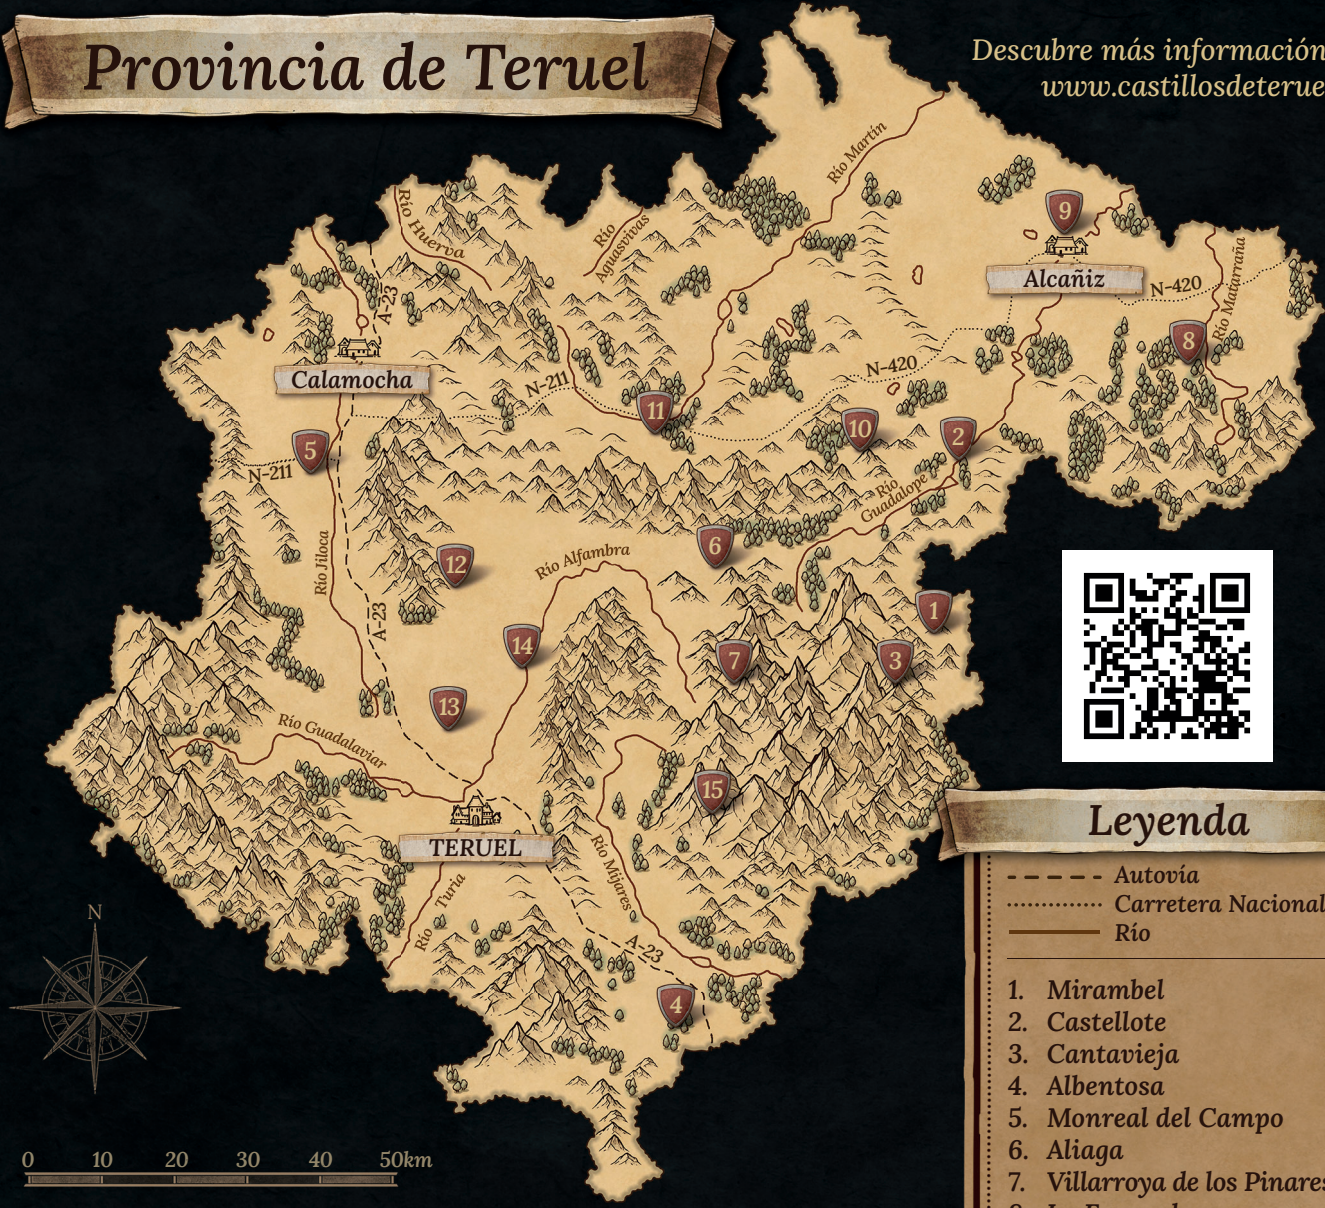 Provincia de Teruel
Descubre más información
www.castillosdeterue
Río Martín
Río Huerva
Río
Aguasvivas
9
Alcañiz
A-23
N-420
Río Matarraña
8
Calamocha
N-211
N-420
11
10
2
5
N-211
Río
Guadalope
6
Río Jiloca
12
Río Alfambra
A-23
1
14
7
3
13
Río Guadalaviar
15
TERUEL
Río Mijares
Río Turia
A-23
4
N
0 10 20 30 40 50km
Leyenda
Autovía
Carretera Nacional
Río
1. Mirambel
2. Castellote
3. Cantavieja
4. Albentosa
5. Monreal del Campo
6. Aliaga
7. Villarroya de los Pinares